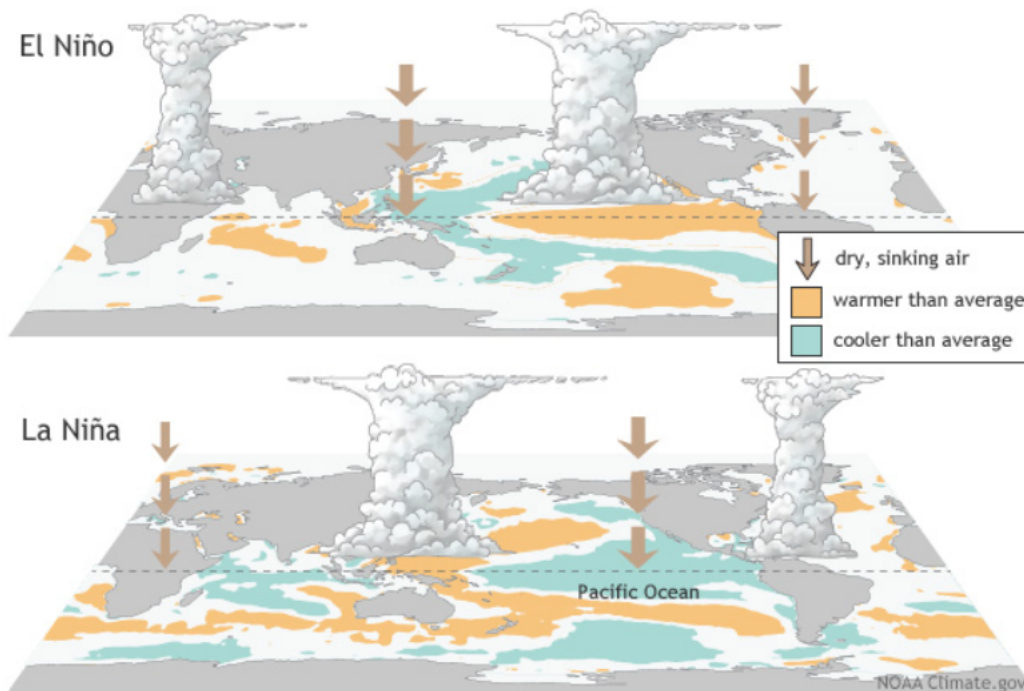 El Niño
dry, sinking air
warmer than average
cooler than average
La Niña
Pacific Ocean
NOAA Climate.gov